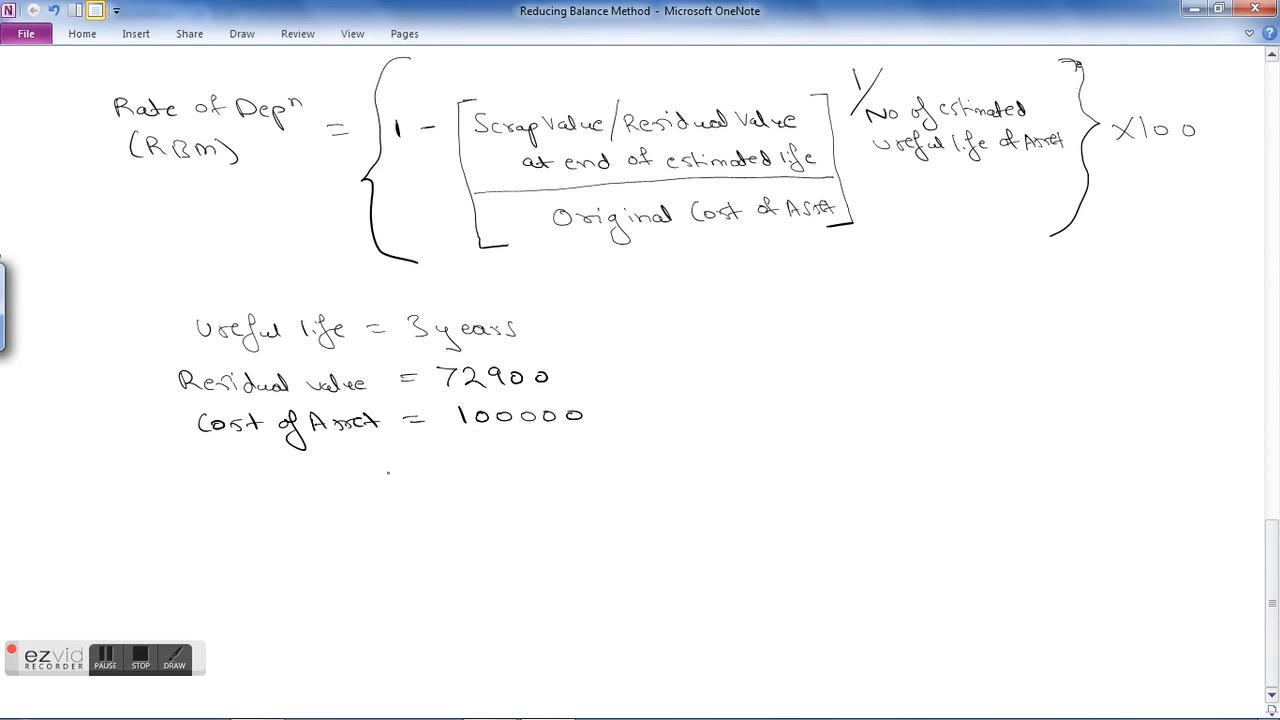 Reducing Balance Method - Microsoft OneNote
File Home Insert Share Draw Review View Pages
Rate of Depⁿ
(RBM)
= { 1 - [ Scrap Value / Residual Value
at end of estimated life
Original Cost of Asset ]
1/
No of estimated
useful life of Asset
} X100
useful life = 3 years
Residual value = 72900
Cost of Asset = 100000
ezvid
RECORDER
PAUSE STOP DRAW